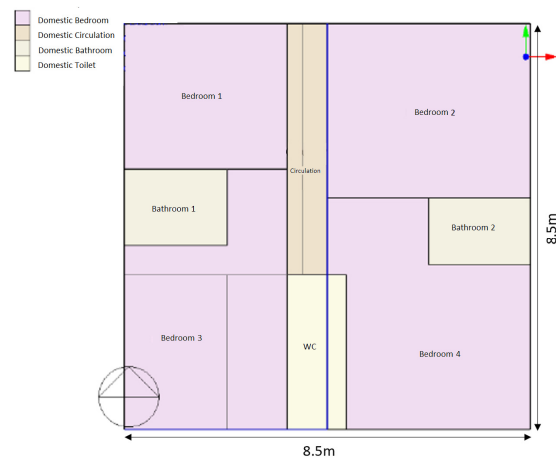 Domestic Bedroom
Domestic Circulation
Domestic Bathroom
Domestic Toilet
Bedroom 1
Bedroom 2
Circulation
Bathroom 1
Bathroom 2
8.5m
Bedroom 3
WC
Bedroom 4
8.5m